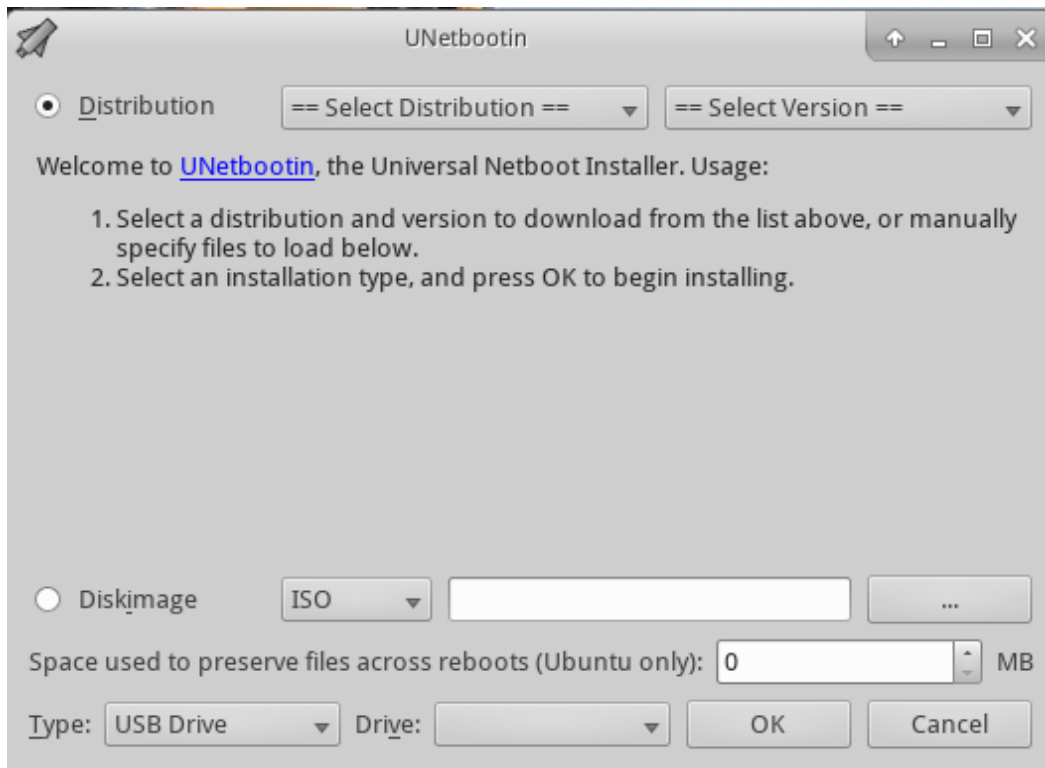 UNetbootin
Distribution == Select Distribution == == Select Version ==
Welcome to UNetbootin, the Universal Netboot Installer. Usage:
1. Select a distribution and version to download from the list above, or manually
specify files to load below.
2. Select an installation type, and press OK to begin installing.
Diskimage ISO ...
Space used to preserve files across reboots (Ubuntu only): 0 MB
Type: USB Drive Drive: OK Cancel